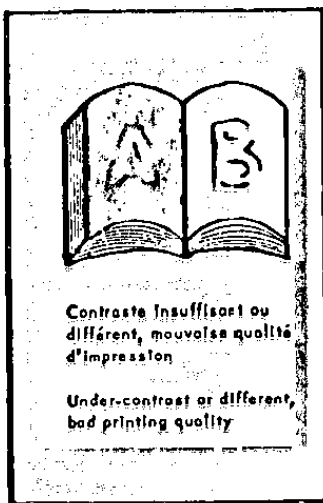 A B
Contraste insuffisant ou
différent, mauvaise qualité
d'impression
Under-contrast or different,
bad printing quality